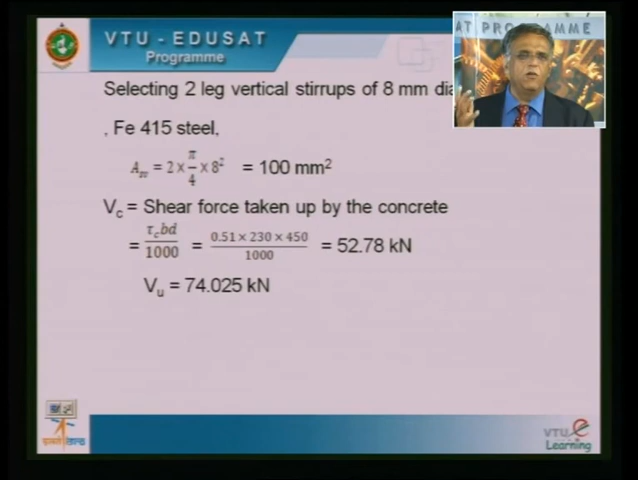 VTU - EDUSAT
Programme
AT PROGRAMME
Selecting 2 leg vertical stirrups of 8 mm dia
, Fe 415 steel,
A_sv = 2 × π/4 × 8² = 100 mm²
V_c = Shear force taken up by the concrete
= τ_c bd / 1000 = 0.51 × 230 × 450 / 1000 = 52.78 kN
V_u = 74.025 kN
VTU e
Learning